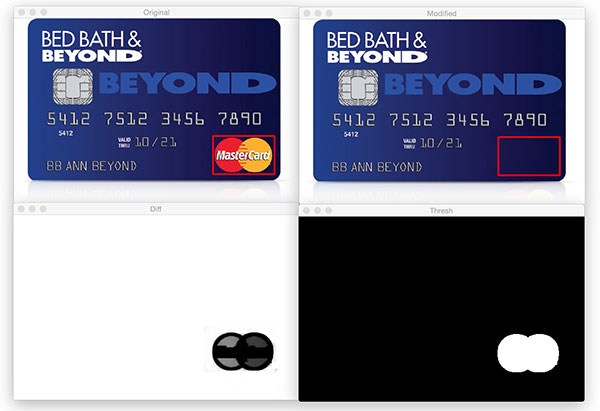 Original
BED BATH &
BEYOND
BEYOND
5412 7512 3456 7890
5412
VALID
THRU
10/21
MasterCard
BB ANN BEYOND
Modified
BED BATH &
BEYOND
BEYOND
5412 7512 3456 7890
5412
VALID
THRU
10/21
BB ANN BEYOND
Diff
Thresh